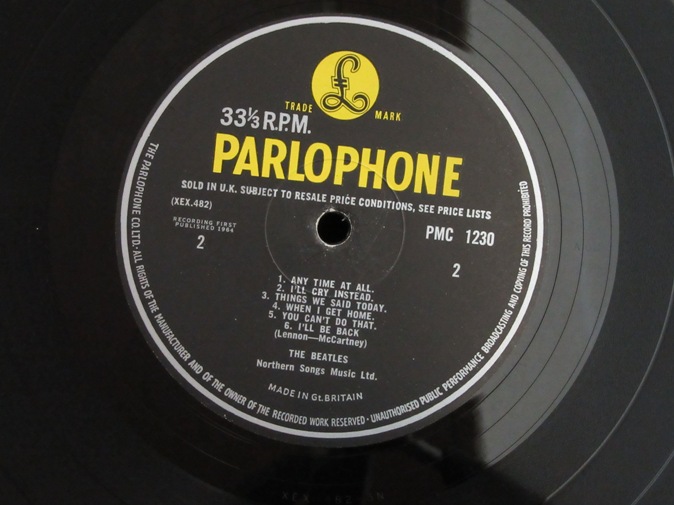 £
TRADE MARK
33⅓ R.P.M.
PARLOPHONE
SOLD IN U.K. SUBJECT TO RESALE PRICE CONDITIONS, SEE PRICE LISTS
(XEX.482)
RECORDING FIRST
PUBLISHED 1964
2
PMC 1230
2
1. ANY TIME AT ALL.
2. I'LL CRY INSTEAD.
3. THINGS WE SAID TODAY.
4. WHEN I GET HOME.
5. YOU CAN'T DO THAT.
6. I'LL BE BACK
(Lennon—McCartney)
THE BEATLES
Northern Songs Music Ltd.
MADE IN Gt. BRITAIN
THE PARLOPHONE CO. LTD.- ALL RIGHTS OF THE MANUFACTURER AND OF THE OWNER OF THE RECORDED WORK RESERVED - UNAUTHORISED PUBLIC PERFORMANCE BROADCASTING AND COPYING OF THIS RECORD PROHIBITED